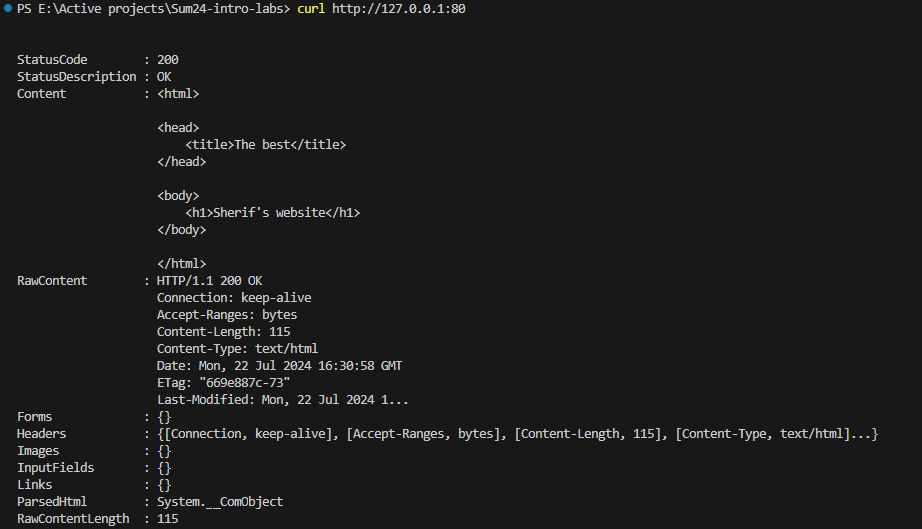 PS E:\Active projects\Sum24-intro-labs> curl http://127.0.0.1:80
StatusCode        : 200
StatusDescription : OK
Content           : <html>
                    <head>
                        <title>The best</title>
                    </head>
                    <body>
                        <h1>Sherif's website</h1>
                    </body>
                    </html>
RawContent        : HTTP/1.1 200 OK
                    Connection: keep-alive
                    Accept-Ranges: bytes
                    Content-Length: 115
                    Content-Type: text/html
                    Date: Mon, 22 Jul 2024 16:30:58 GMT
                    ETag: "669e887c-73"
                    Last-Modified: Mon, 22 Jul 2024 1...
Forms             : {}
Headers           : {[Connection, keep-alive], [Accept-Ranges, bytes], [Content-Length, 115], [Content-Type, text/html]...}
Images            : {}
InputFields       : {}
Links             : {}
ParsedHtml        : System.__ComObject
RawContentLength  : 115